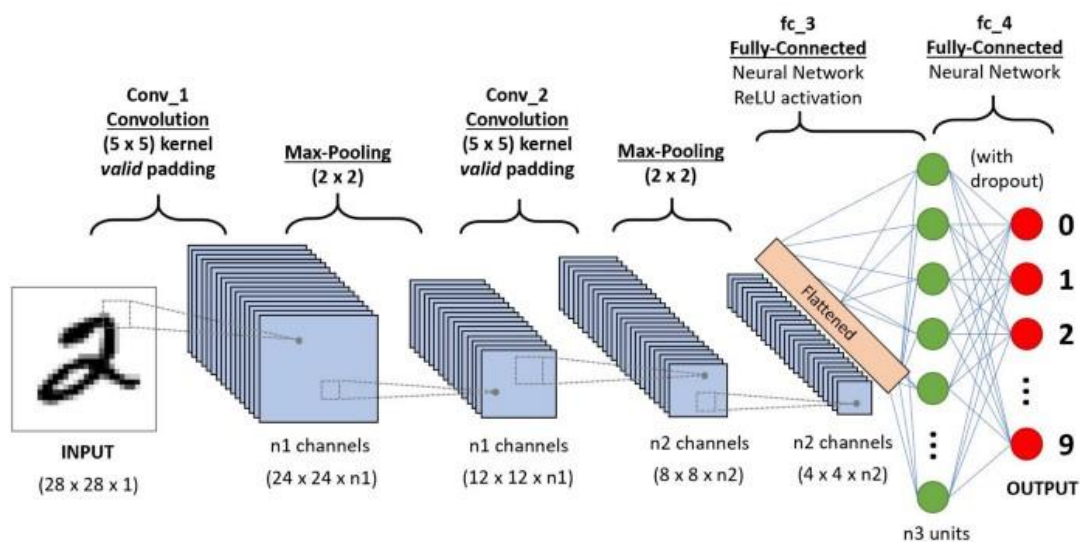 fc_3
Fully-Connected
Neural Network
ReLU activation
fc_4
Fully-Connected
Neural Network
Conv_1
Convolution
(5 x 5) kernel
valid padding
Max-Pooling
(2 x 2)
Conv_2
Convolution
(5 x 5) kernel
valid padding
Max-Pooling
(2 x 2)
(with
dropout)
Flattened
0
1
2
...
9
...
INPUT
(28 x 28 x 1)
n1 channels
(24 x 24 x n1)
n1 channels
(12 x 12 x n1)
n2 channels
(8 x 8 x n2)
n2 channels
(4 x 4 x n2)
n3 units
OUTPUT